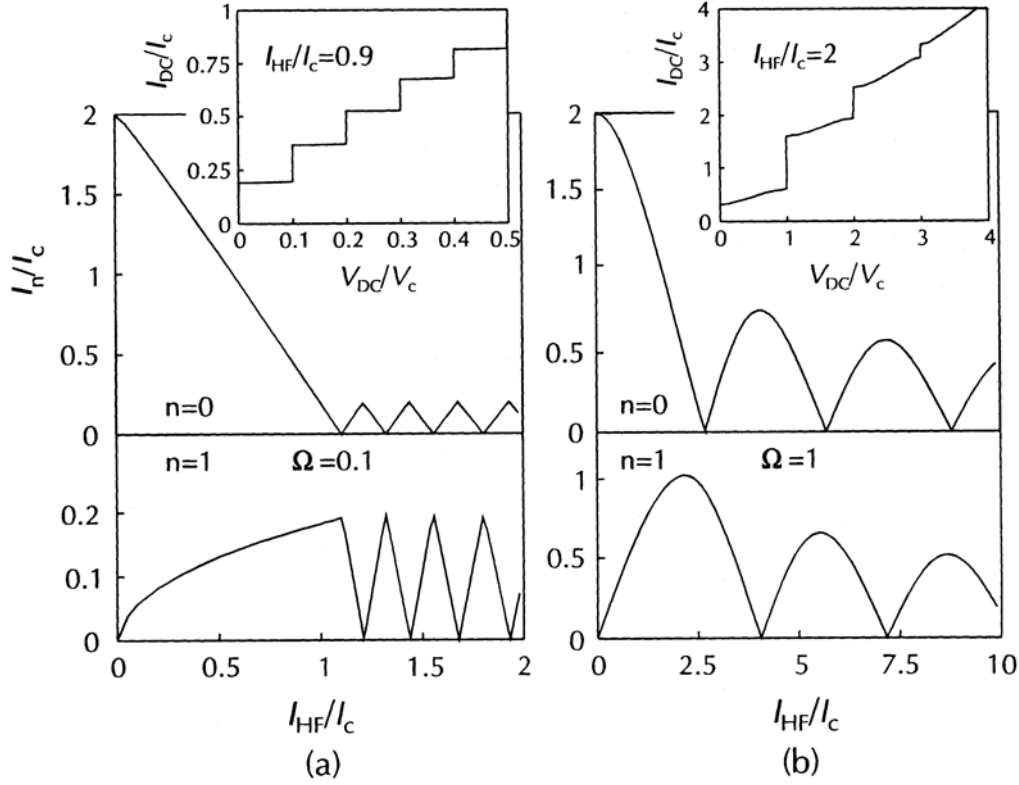 I_DC/I_c
1
0.75
0.5
0.25
0
I_HF/I_c=0.9
0 0.1 0.2 0.3 0.4 0.5
V_DC/V_c
I_n/I_c
2
1.5
1
0.5
0
n=0
n=1 Ω=0.1
0.2
0.1
0
0 0.5 1 1.5 2
I_HF/I_c
(a)
I_DC/I_c
4
3
2
1
0
I_HF/I_c=2
0 1 2 3 4
V_DC/V_c
2
1.5
1
0.5
0
n=0
n=1 Ω=1
1
0.5
0
0 2.5 5 7.5 10
I_HF/I_c
(b)